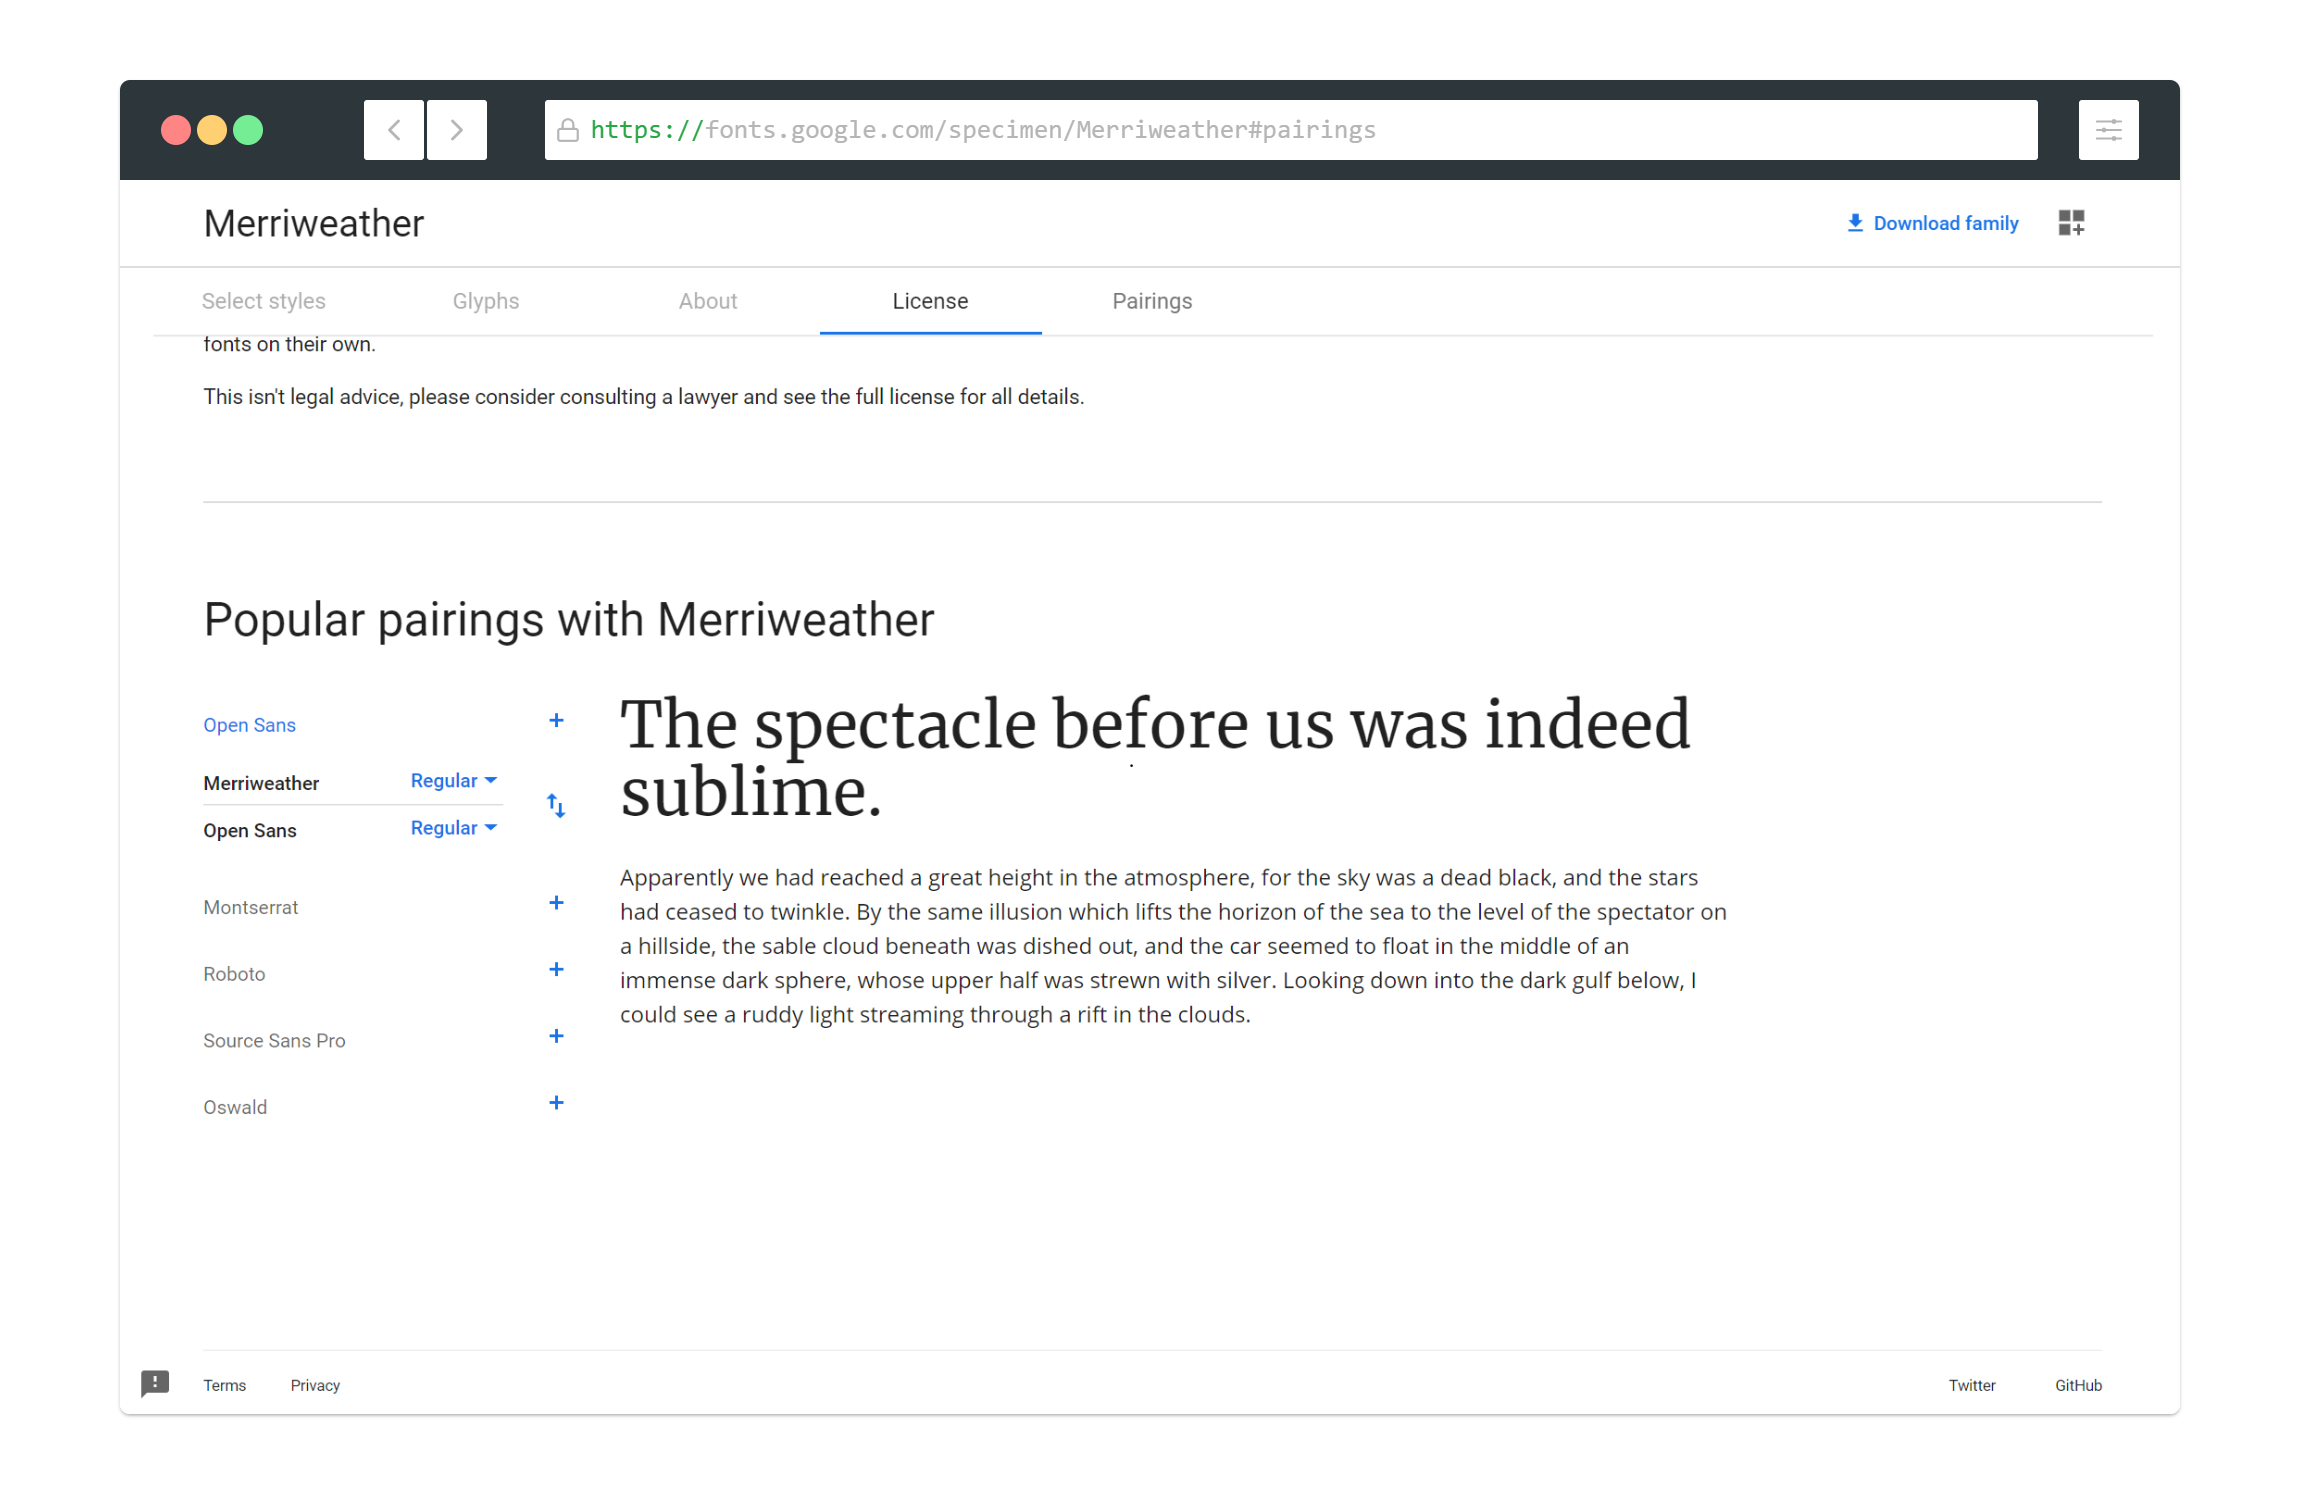 https://fonts.google.com/specimen/Merriweather#pairings
Merriweather
Download family
Select styles Glyphs About License Pairings
fonts on their own.
This isn't legal advice, please consider consulting a lawyer and see the full license for all details.
Popular pairings with Merriweather
Open Sans
Merriweather Regular
Open Sans Regular
Montserrat
Roboto
Source Sans Pro
Oswald
The spectacle before us was indeed
sublime.
Apparently we had reached a great height in the atmosphere, for the sky was a dead black, and the stars
had ceased to twinkle. By the same illusion which lifts the horizon of the sea to the level of the spectator on
a hillside, the sable cloud beneath was dished out, and the car seemed to float in the middle of an
immense dark sphere, whose upper half was strewn with silver. Looking down into the dark gulf below, I
could see a ruddy light streaming through a rift in the clouds.
Terms Privacy Twitter GitHub